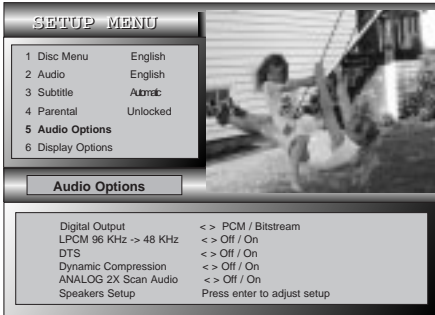 SETUP MENU
1 Disc Menu English
2 Audio English
3 Subtitle Automatic
4 Parental Unlocked
5 Audio Options
6 Display Options
Audio Options
Digital Output < > PCM / Bitstream
LPCM 96 KHz -> 48 KHz < > Off / On
DTS < > Off / On
Dynamic Compression < > Off / On
ANALOG 2X Scan Audio < > Off / On
Speakers Setup Press enter to adjust setup